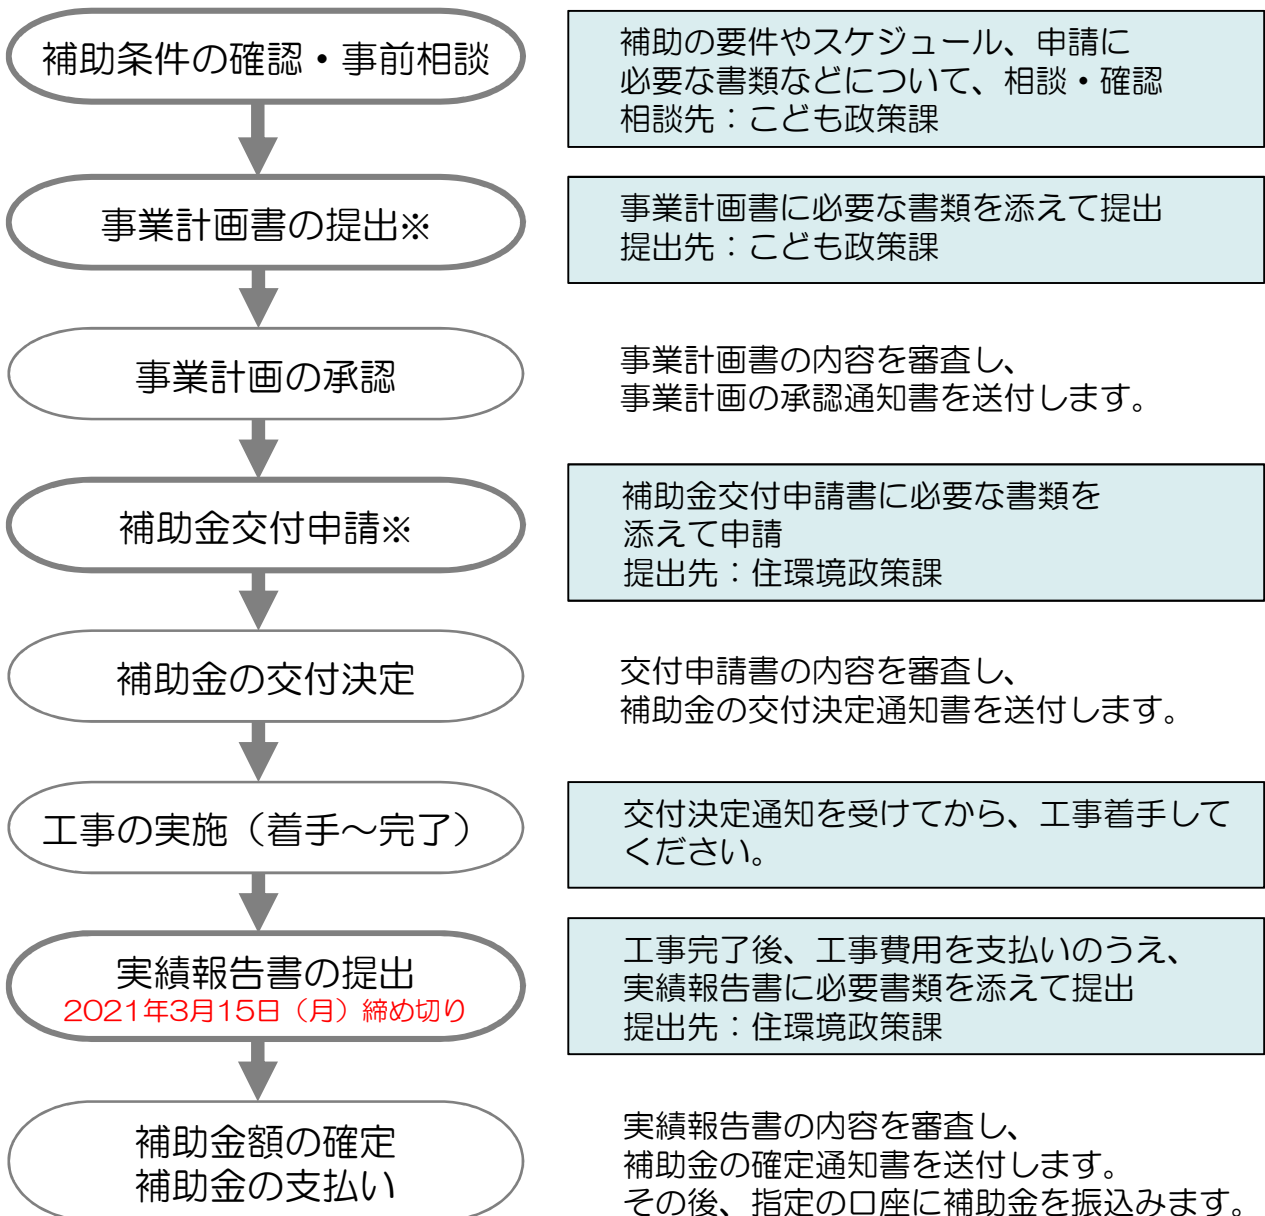 補助条件の確認・事前相談
補助の要件やスケジュール、申請に
必要な書類などについて、相談・確認
相談先：こども政策課
事業計画書の提出※
事業計画書に必要な書類を添えて提出
提出先：こども政策課
事業計画の承認
事業計画書の内容を審査し、
事業計画の承認通知書を送付します。
補助金交付申請※
補助金交付申請書に必要な書類を
添えて申請
提出先：住環境政策課
補助金の交付決定
交付申請書の内容を審査し、
補助金の交付決定通知書を送付します。
工事の実施（着手～完了）
交付決定通知を受けてから、工事着手して
ください。
実績報告書の提出
2021年3月15日（月）締め切り
工事完了後、工事費用を支払いのうえ、
実績報告書に必要書類を添えて提出
提出先：住環境政策課
補助金額の確定
補助金の支払い
実績報告書の内容を審査し、
補助金の確定通知書を送付します。
その後、指定の口座に補助金を振込みます。